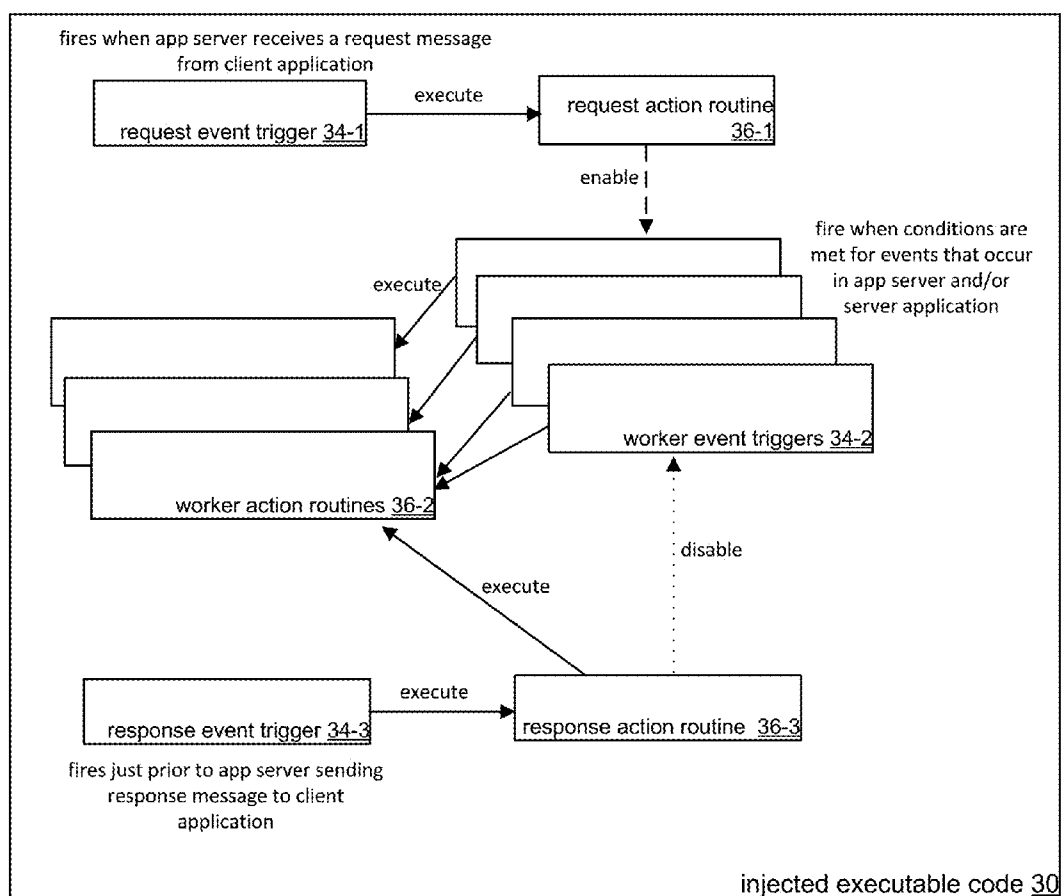 fires when app server receives a request message
from client application
request event trigger 34-1
execute
request action routine
36-1
enable
fire when conditions are
met for events that occur
in app server and/or
server application
execute
worker event triggers 34-2
worker action routines 36-2
disable
execute
response event trigger 34-3
execute
response action routine 36-3
fires just prior to app server sending
response message to client
application
injected executable code 30